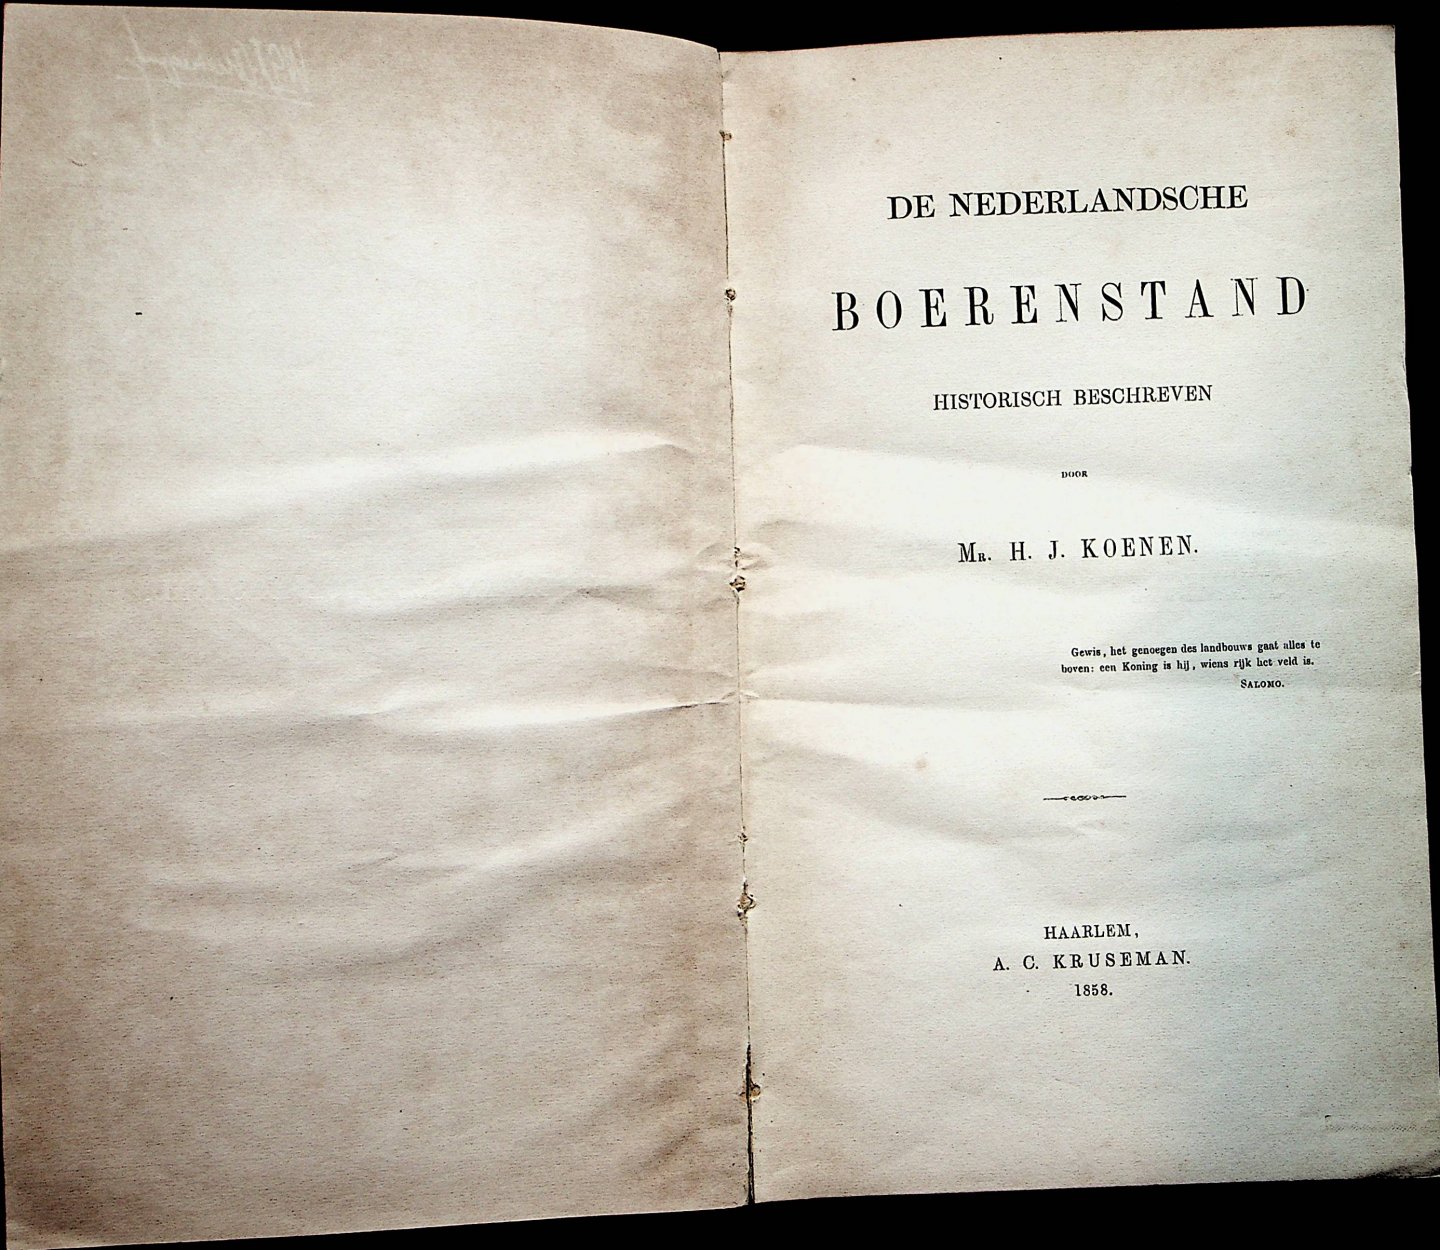 DE NEDERLANDSCHE
BOERENSTAND
HISTORISCH BESCHREVEN
DOOR
MR. H. J. KOENEN.
Gewis, het genoegen des landbouws gaat alles te
boven: een Koning is hij, wiens rijk het veld is.
SALOMO.
HAARLEM,
A. C. KRUSEMAN.
1858.